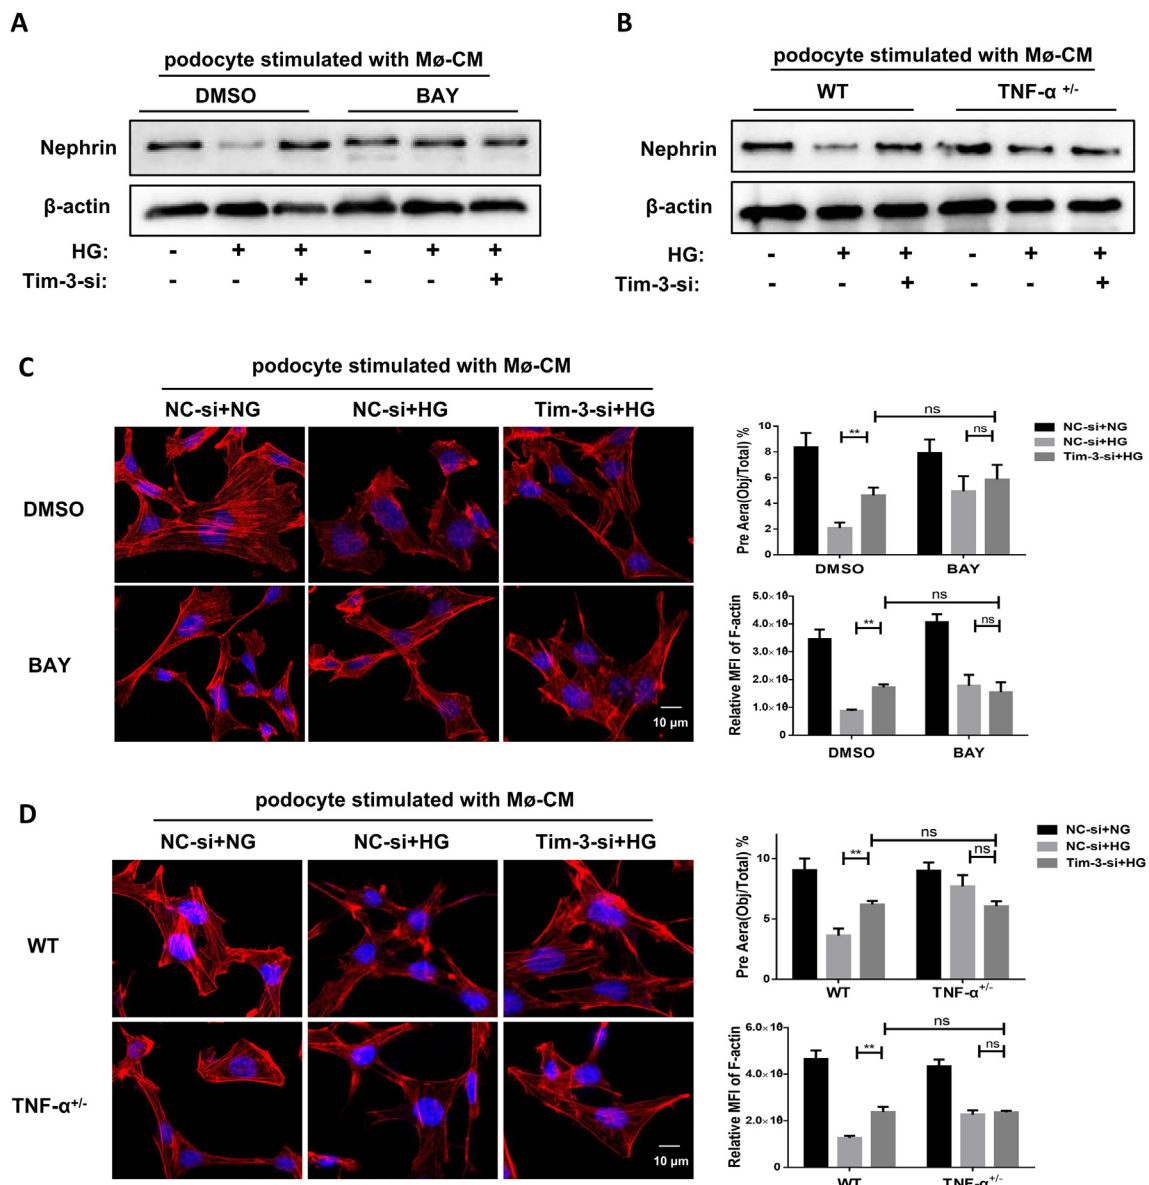 A
podocyte stimulated with Mø-CM
DMSO BAY
Nephrin
β-actin
HG: - + + - + +
Tim-3-si: - - + - - +
B
podocyte stimulated with Mø-CM
WT TNF-α +/-
Nephrin
β-actin
HG: - + + - + +
Tim-3-si: - - + - - +
C
podocyte stimulated with Mø-CM
NC-si+NG NC-si+HG Tim-3-si+HG
DMSO
BAY
10 µm
Pre Aera(Obj/Total) %
8
6
4
2
0
** ns ns
DMSO BAY
NC-si+NG
NC-si+HG
Tim-3-si+HG
Relative MFI of F-actin
0.0
** ns ns
DMSO BAY
D
podocyte stimulated with Mø-CM
NC-si+NG NC-si+HG Tim-3-si+HG
WT
TNF-α+/-
10 µm
Pre Aera(Obj/Total) %
10
5
0
** ns ns
WT TNF-α+/-
NC-si+NG
NC-si+HG
Tim-3-si+HG
Relative MFI of F-actin
0.0
** ns ns
WT TNF-α+/-